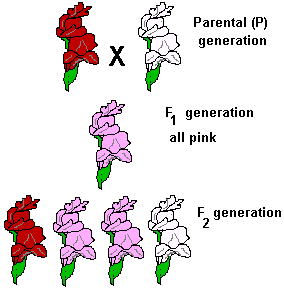 Parental (P)
generation
X
F1 generation
all pink
F2 generation